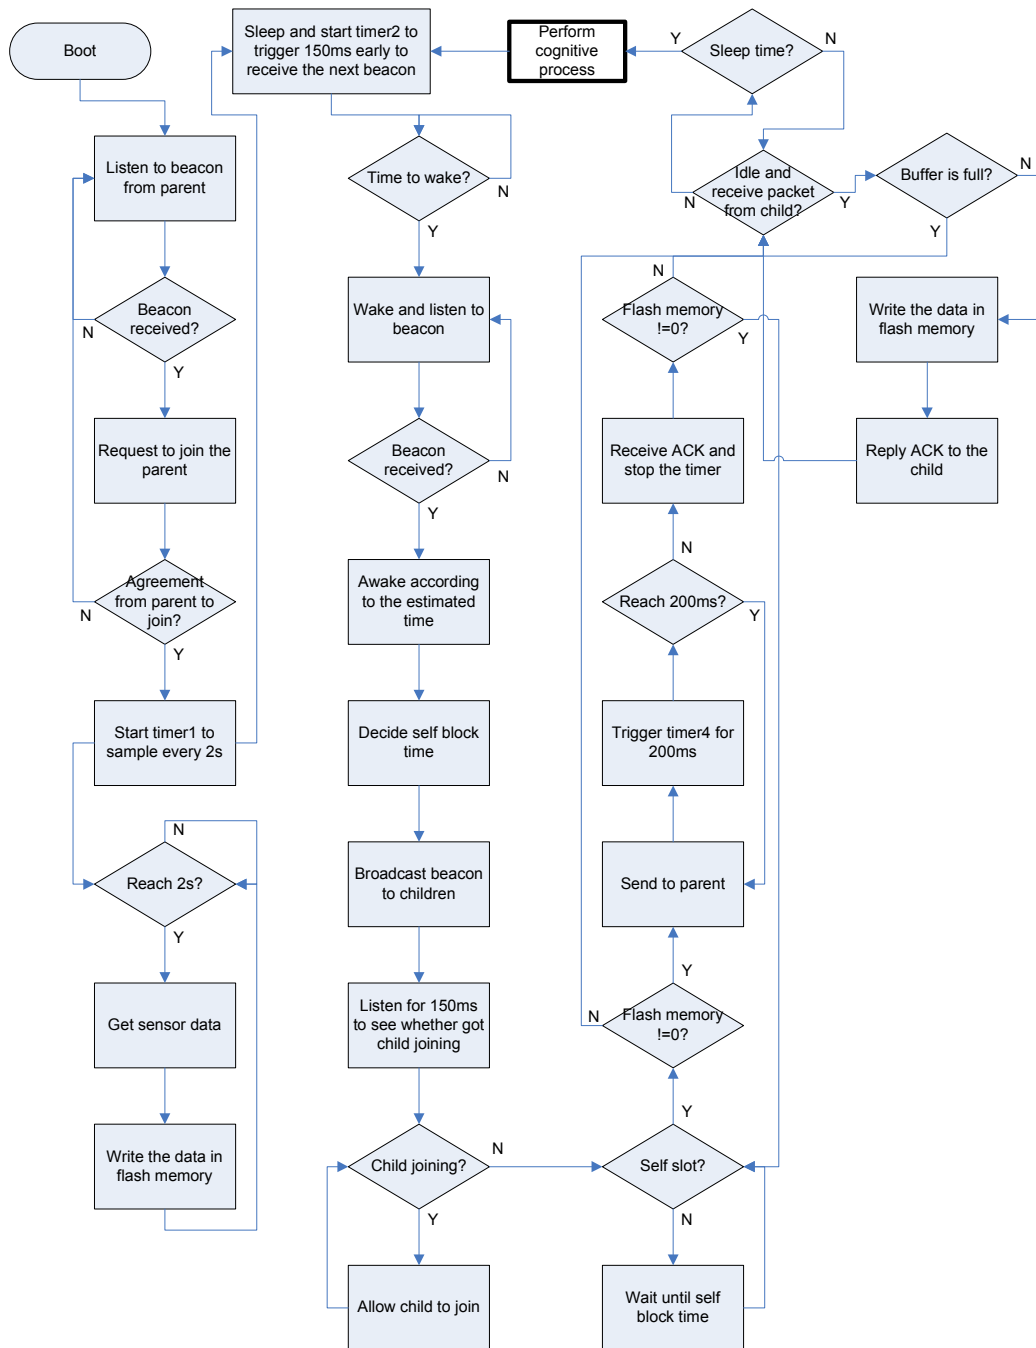 Boot
Listen to beacon
from parent
Beacon
received?
N
Y
Request to join the
parent
Agreement
from parent to
join?
N
Y
Start timer1 to
sample every 2s
N
Reach 2s?
Y
Get sensor data
Write the data in
flash memory
Sleep and start timer2 to
trigger 150ms early to
receive the next beacon
Time to wake?
N
Y
Wake and listen to
beacon
Beacon
received?
N
Y
Awake according
to the estimated
time
Decide self block
time
Broadcast beacon
to children
Listen for 150ms
to see whether got
child joining
Child joining?
N
Y
Allow child to join
Perform
cognitive
process
Y
Sleep time?
N
Idle and
receive packet
from child?
N
Y
Buffer is full?
N
Y
Write the data in
flash memory
Reply ACK to the
child
N
Flash memory
!=0?
Y
Receive ACK and
stop the timer
N
Reach 200ms?
Y
Trigger timer4 for
200ms
Send to parent
Y
Flash memory
!=0?
N
Y
Self slot?
N
Wait until self
block time